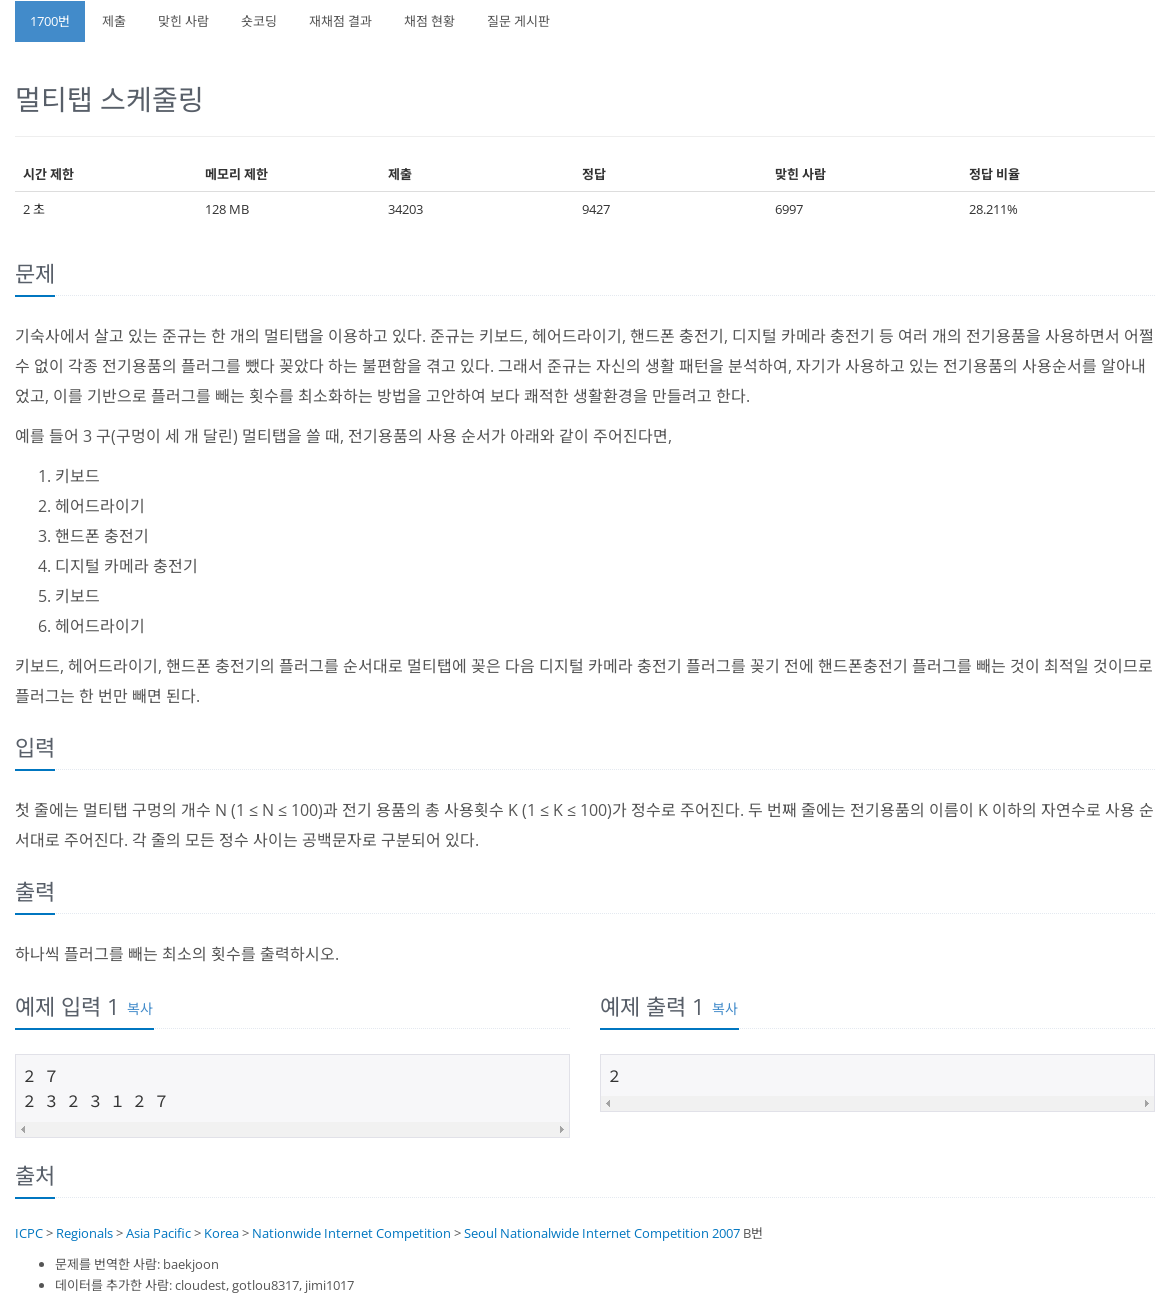 1700번 제출 맞힌 사람 숏코딩 재채점 결과 채점 현황 질문 게시판
멀티탭 스케줄링
시간 제한 메모리 제한 제출 정답 맞힌 사람 정답 비율
2 초 128 MB 34203 9427 6997 28.211%
문제
기숙사에서 살고 있는 준규는 한 개의 멀티탭을 이용하고 있다. 준규는 키보드, 헤어드라이기, 핸드폰 충전기, 디지털 카메라 충전기 등 여러 개의 전기용품을 사용하면서 어쩔
수 없이 각종 전기용품의 플러그를 뺐다 꽂았다 하는 불편함을 겪고 있다. 그래서 준규는 자신의 생활 패턴을 분석하여, 자기가 사용하고 있는 전기용품의 사용순서를 알아내
었고, 이를 기반으로 플러그를 빼는 횟수를 최소화하는 방법을 고안하여 보다 쾌적한 생활환경을 만들려고 한다.
예를 들어 3 구(구멍이 세 개 달린) 멀티탭을 쓸 때, 전기용품의 사용 순서가 아래와 같이 주어진다면,
1. 키보드
2. 헤어드라이기
3. 핸드폰 충전기
4. 디지털 카메라 충전기
5. 키보드
6. 헤어드라이기
키보드, 헤어드라이기, 핸드폰 충전기의 플러그를 순서대로 멀티탭에 꽂은 다음 디지털 카메라 충전기 플러그를 꽂기 전에 핸드폰충전기 플러그를 빼는 것이 최적일 것이므로
플러그는 한 번만 빼면 된다.
입력
첫 줄에는 멀티탭 구멍의 개수 N (1 ≤ N ≤ 100)과 전기 용품의 총 사용횟수 K (1 ≤ K ≤ 100)가 정수로 주어진다. 두 번째 줄에는 전기용품의 이름이 K 이하의 자연수로 사용 순
서대로 주어진다. 각 줄의 모든 정수 사이는 공백문자로 구분되어 있다.
출력
하나씩 플러그를 빼는 최소의 횟수를 출력하시오.
예제 입력 1 복사
2 7
2 3 2 3 1 2 7
예제 출력 1 복사
2
출처
ICPC > Regionals > Asia Pacific > Korea > Nationwide Internet Competition > Seoul Nationalwide Internet Competition 2007 B번
• 문제를 번역한 사람: baekjoon
• 데이터를 추가한 사람: cloudest, gotlou8317, jimi1017